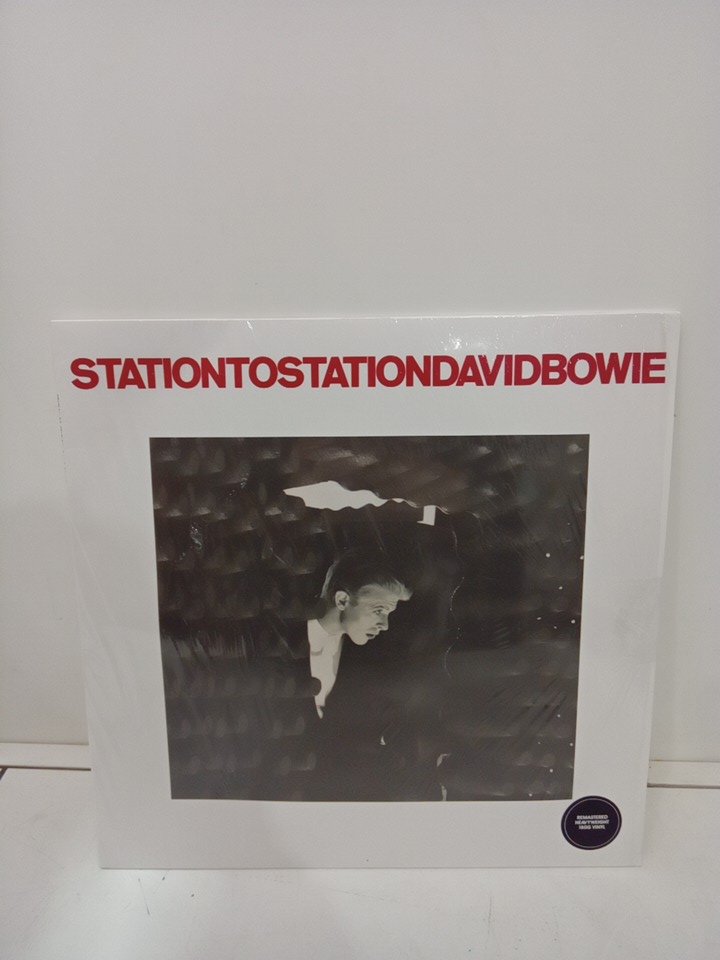 STATIONTOSTATIONDAVIDBOWIE
REMASTERED
HEAVYWEIGHT
180G VINYL